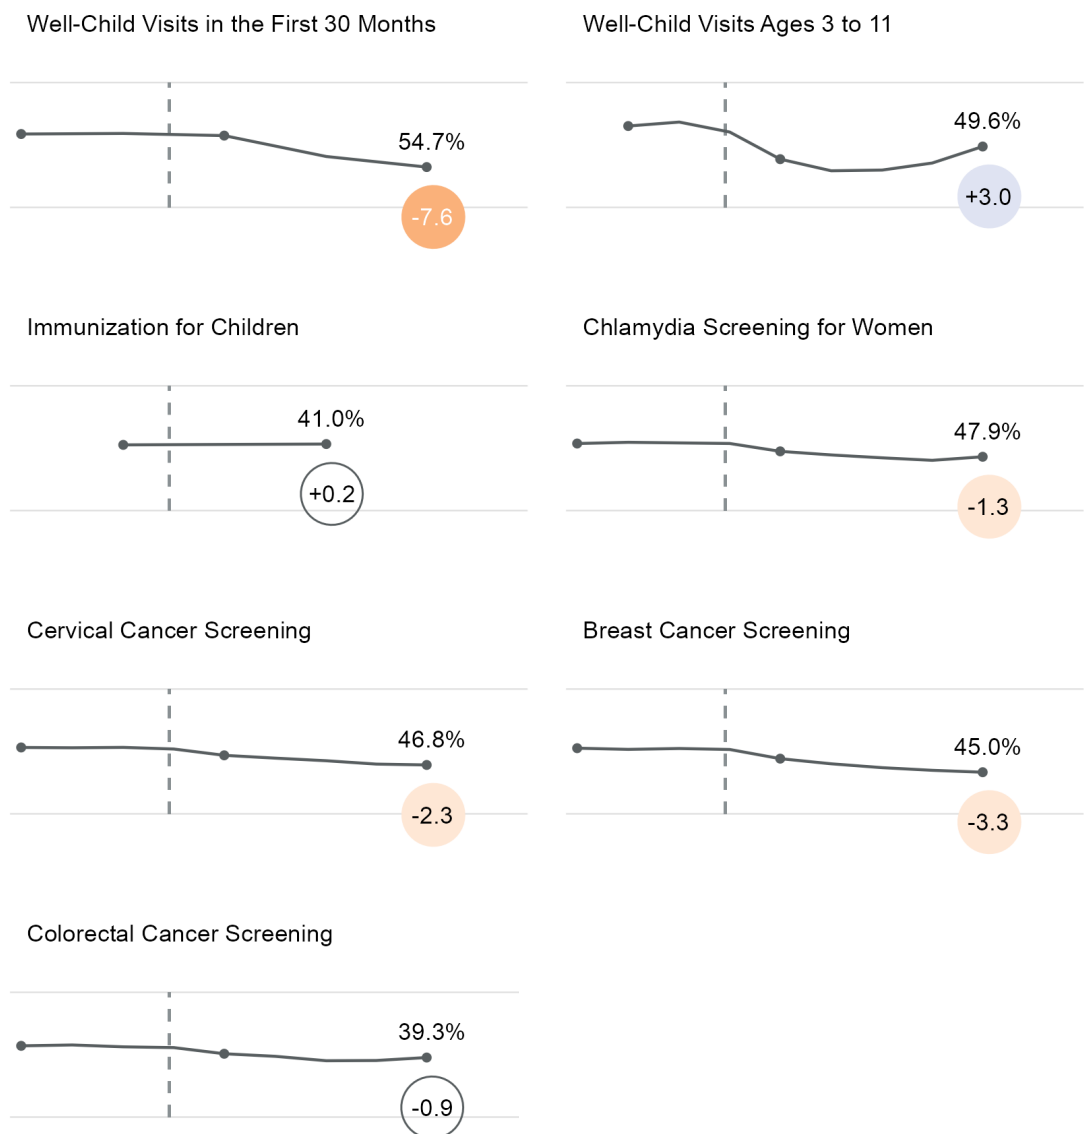 Well-Child Visits in the First 30 Months
54.7%
-7.6
Well-Child Visits Ages 3 to 11
49.6%
+3.0
Immunization for Children
41.0%
+0.2
Chlamydia Screening for Women
47.9%
-1.3
Cervical Cancer Screening
46.8%
-2.3
Breast Cancer Screening
45.0%
-3.3
Colorectal Cancer Screening
39.3%
-0.9